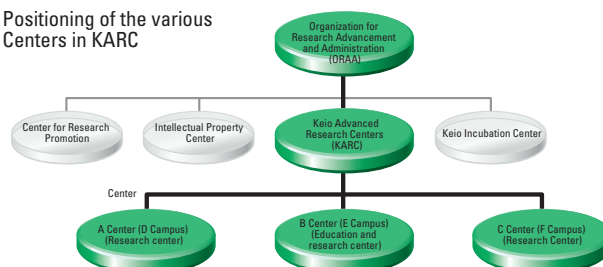 Positioning of the various
Centers in KARC
Organization for
Research Advancement
and Administration
(ORAA)
Center for Research
Promotion
Intellectual Property
Center
Keio Advanced
Research Centers
(KARC)
Keio Incubation Center
Center
A Center (D Campus)
(Research center)
B Center (E Campus)
(Education and
research center)
C Center (F Campus)
(Research Center)